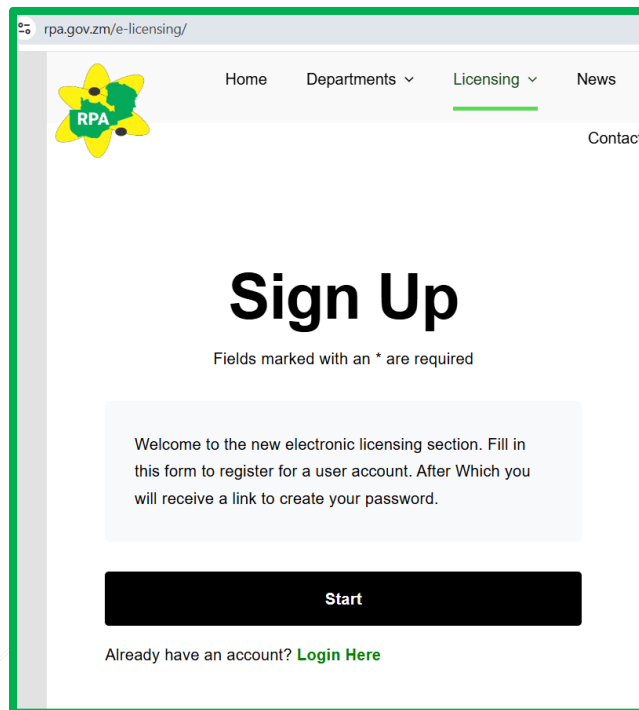 rpa.gov.zm/e-licensing/
RPA
Home Departments Licensing News
Contact
Sign Up
Fields marked with an * are required
Welcome to the new electronic licensing section. Fill in
this form to register for a user account. After Which you
will receive a link to create your password.
Start
Already have an account? Login Here